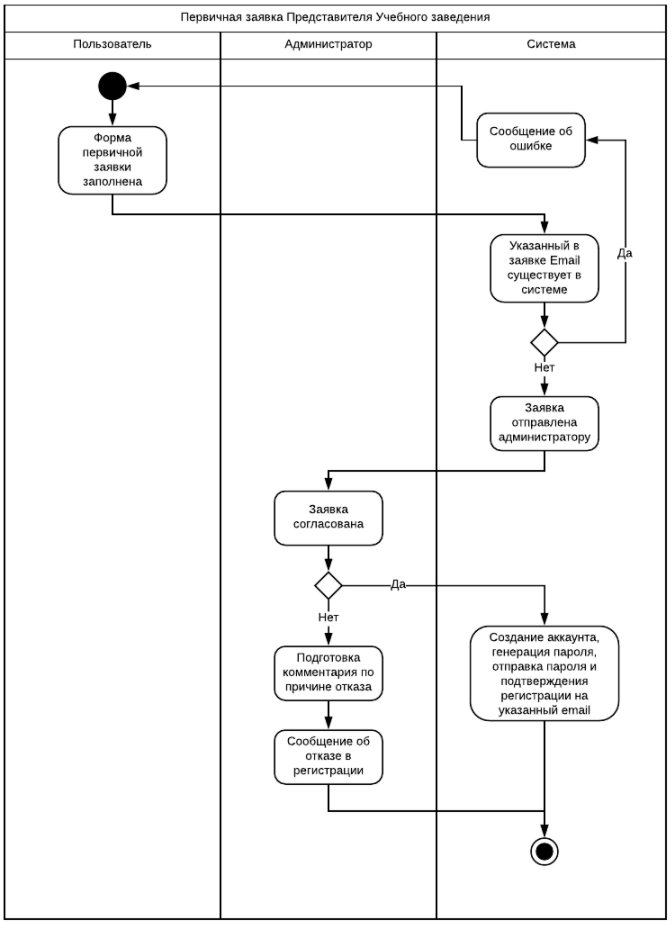 Первичная заявка Представителя Учебного заведения
Пользователь
Администратор
Система
Сообщение об
ошибке
Форма
первичной
заявки
заполнена
Указанный в
заявке Email
существует в
системе
Да
Нет
Заявка
отправлена
администратору
Заявка
согласована
Да
Нет
Подготовка
комментария по
причине отказа
Создание аккаунта,
генерация пароля,
отправка пароля и
подтверждения
регистрации на
указанный email
Сообщение об
отказе в
регистрации